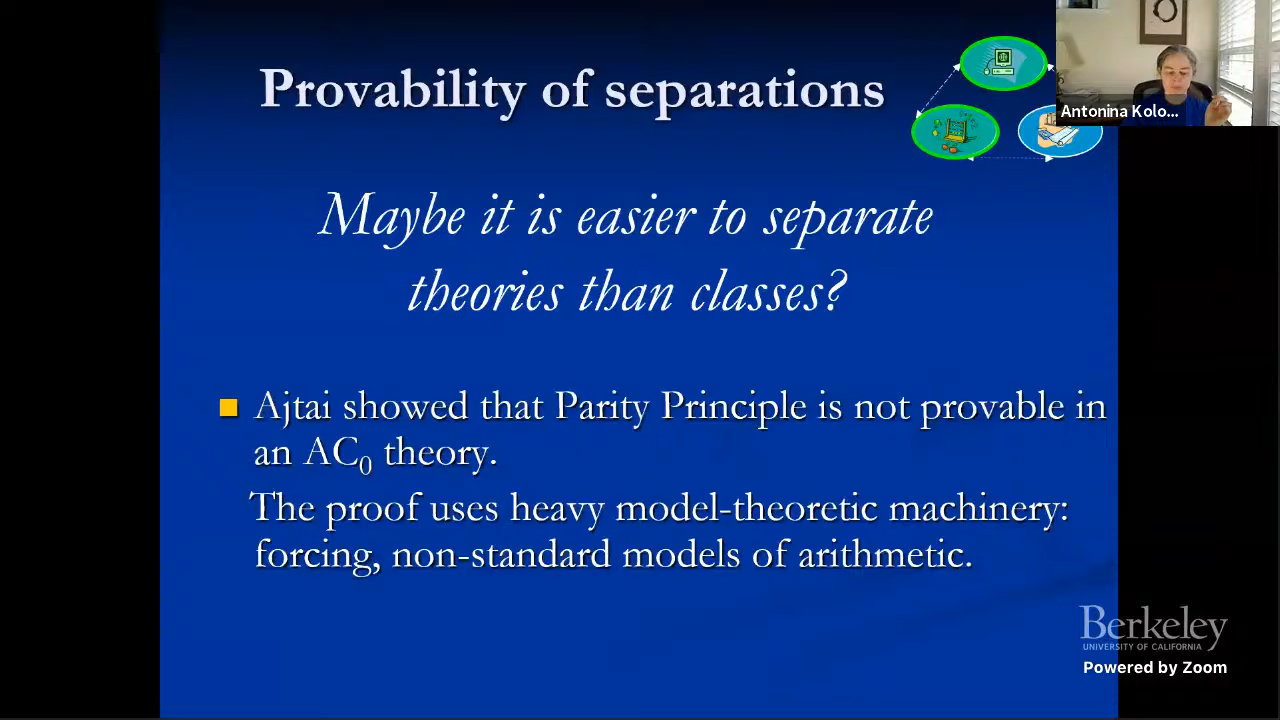 Provability of separations
Antonina Kolo...
Maybe it is easier to separate
theories than classes?
Ajtai showed that Parity Principle is not provable in
an AC₀ theory.
The proof uses heavy model-theoretic machinery:
forcing, non-standard models of arithmetic.
Berkeley
UNIVERSITY OF CALIFORNIA
Powered by Zoom